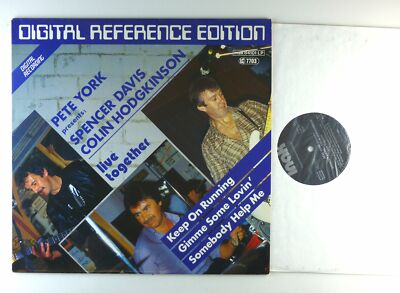 DIGITAL REFERENCE EDITION
DIGITAL
RECORDING
7703
PETE YORK
presents:
SPENCER DAVIS
COLIN HODGKINSON
live
together
Keep On Running
Gimme Some Lovin'
Somebody Help Me